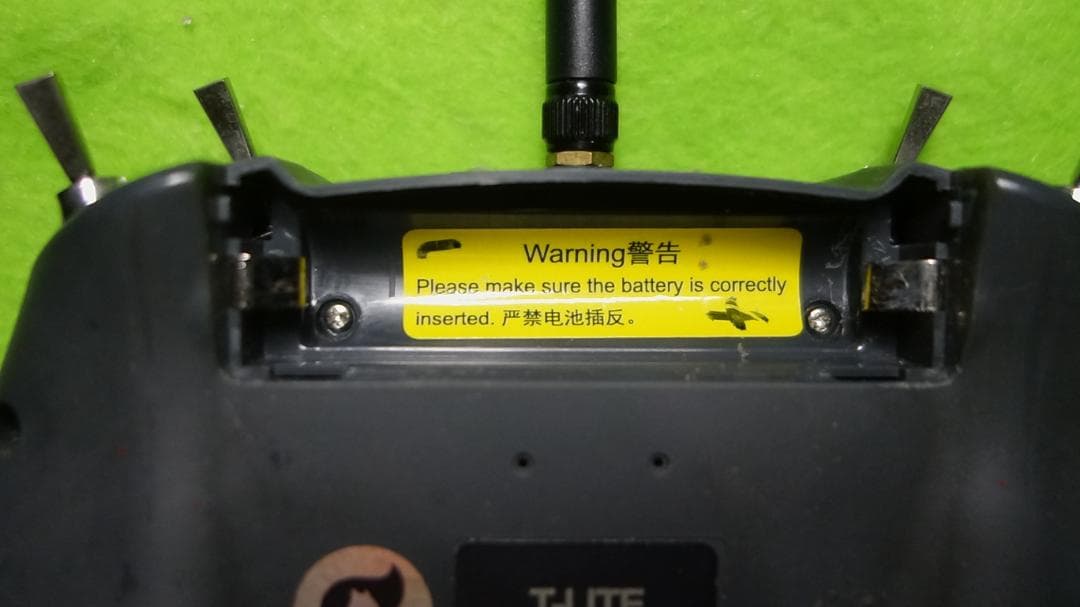 Warning警告
Please make sure the battery is correctly
inserted. 严禁电池插反。
T-LITE